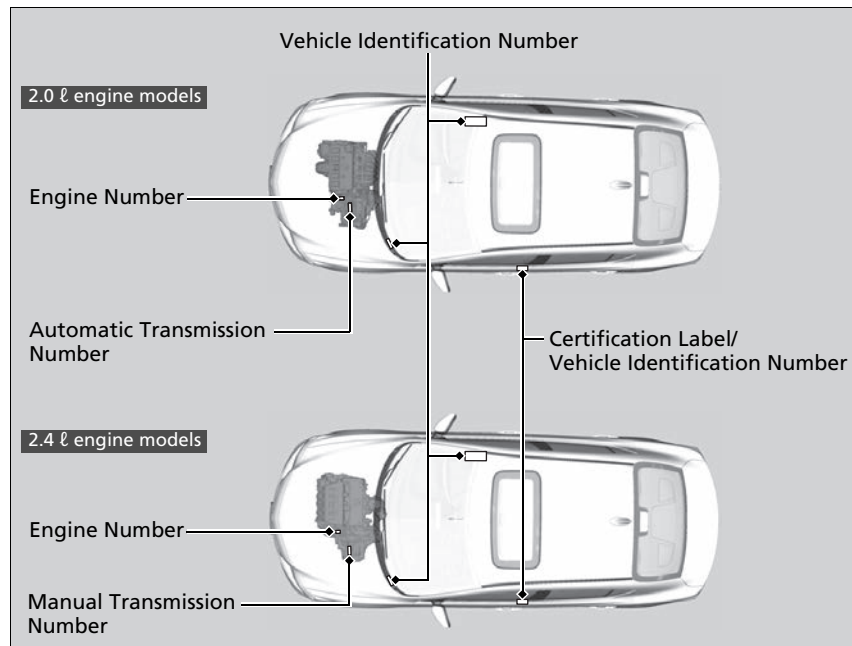 Vehicle Identification Number
2.0 ℓ engine models
Engine Number
Automatic Transmission
Number
Certification Label/
Vehicle Identification Number
2.4 ℓ engine models
Engine Number
Manual Transmission
Number